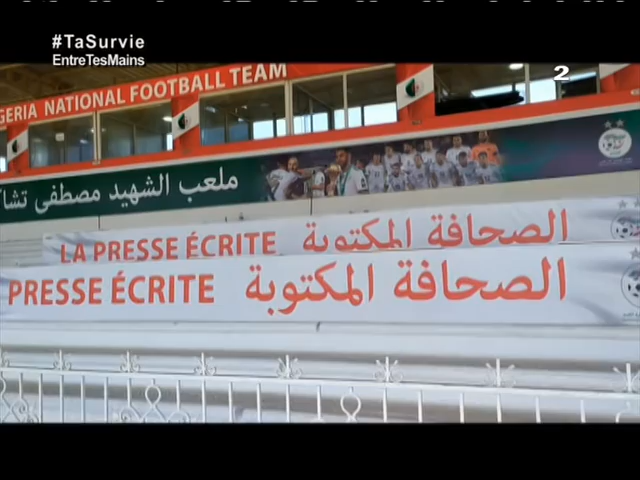 #TaSurvie
EntreTesMains
2
GERIA NATIONAL FOOTBALL TEAM
ملعب الشهيد مصطفى تشا
LA PRESSE ÉCRITE الصحافة المكتوبة
PRESSE ÉCRITE الصحافة المكتوبة